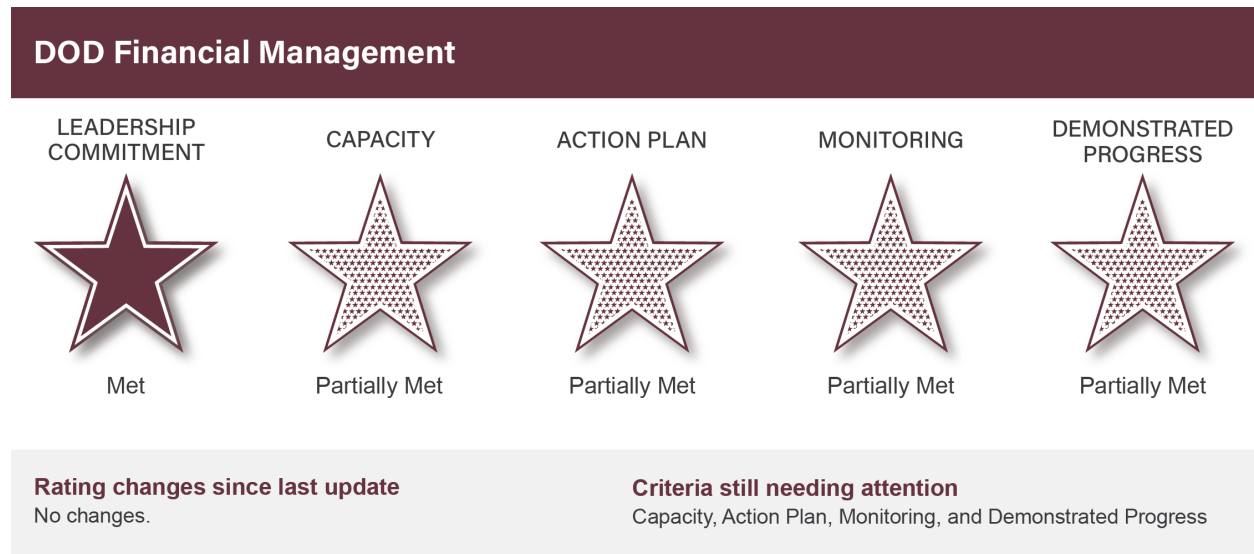 DOD Financial Management
LEADERSHIP
COMMITMENT
CAPACITY
ACTION PLAN
MONITORING
DEMONSTRATED
PROGRESS
Met
Partially Met
Partially Met
Partially Met
Partially Met
Rating changes since last update
No changes.
Criteria still needing attention
Capacity, Action Plan, Monitoring, and Demonstrated Progress